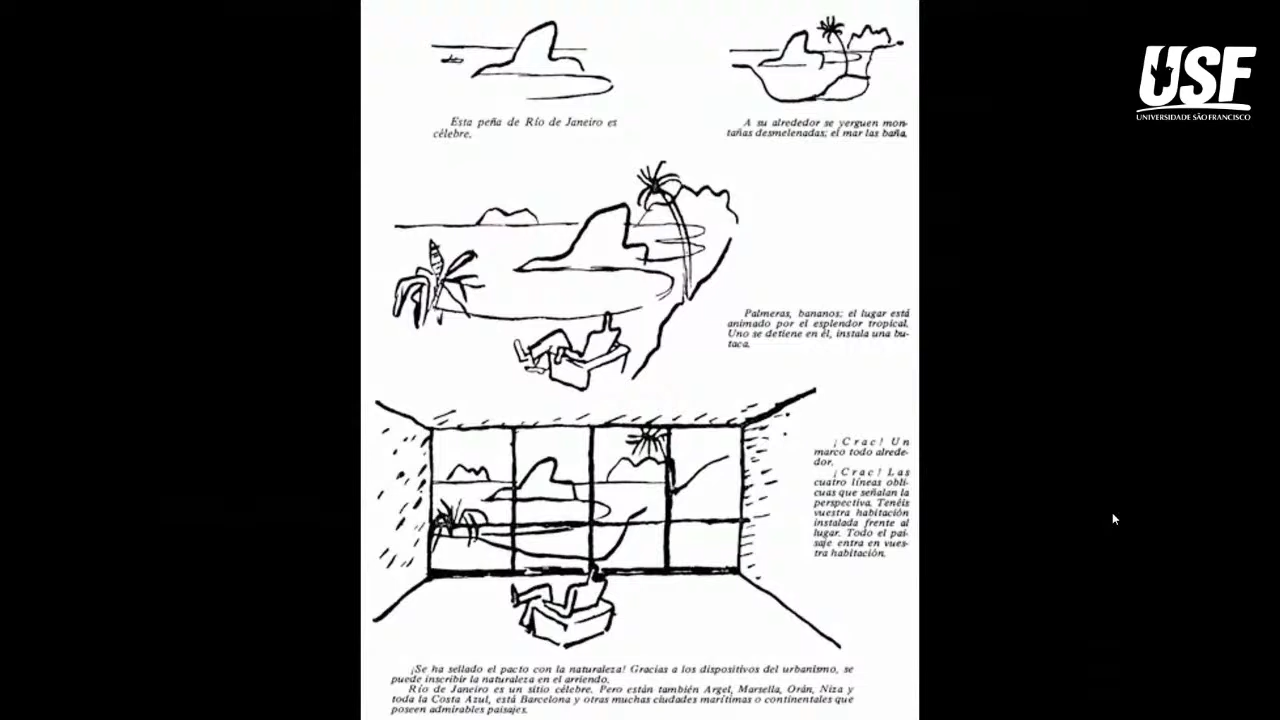 Esta peña de Río de Janeiro es
célebre.
A su alrededor se yerguen mon-
tañas desmelenadas; el mar las baña.
Palmeras, bananos; el lugar está
animado por el esplendor tropical.
Uno se detiene en él, instala una bu-
taca.
¡Crac! Un
marco todo alrede-
dor.
¡Crac! Las
cuatro líneas obli-
cuas que señalan la
perspectiva. Tenéis
vuestra habitación
instalada frente al
lugar. Todo el pai-
saje entra en vues-
tra habitación.
¡Se ha sellado el pacto con la naturaleza! Gracias a los dispositivos del urbanismo, se
puede inscribir la naturaleza en el arriendo.
Río de Janeiro es un sitio célebre. Pero están también Argel, Marsella, Orán, Niza y
toda la Costa Azul, está Barcelona y otras muchas ciudades marítimas o continentales que
poseen admirables paisajes.
USF
UNIVERSIDADE SÃO FRANCISCO